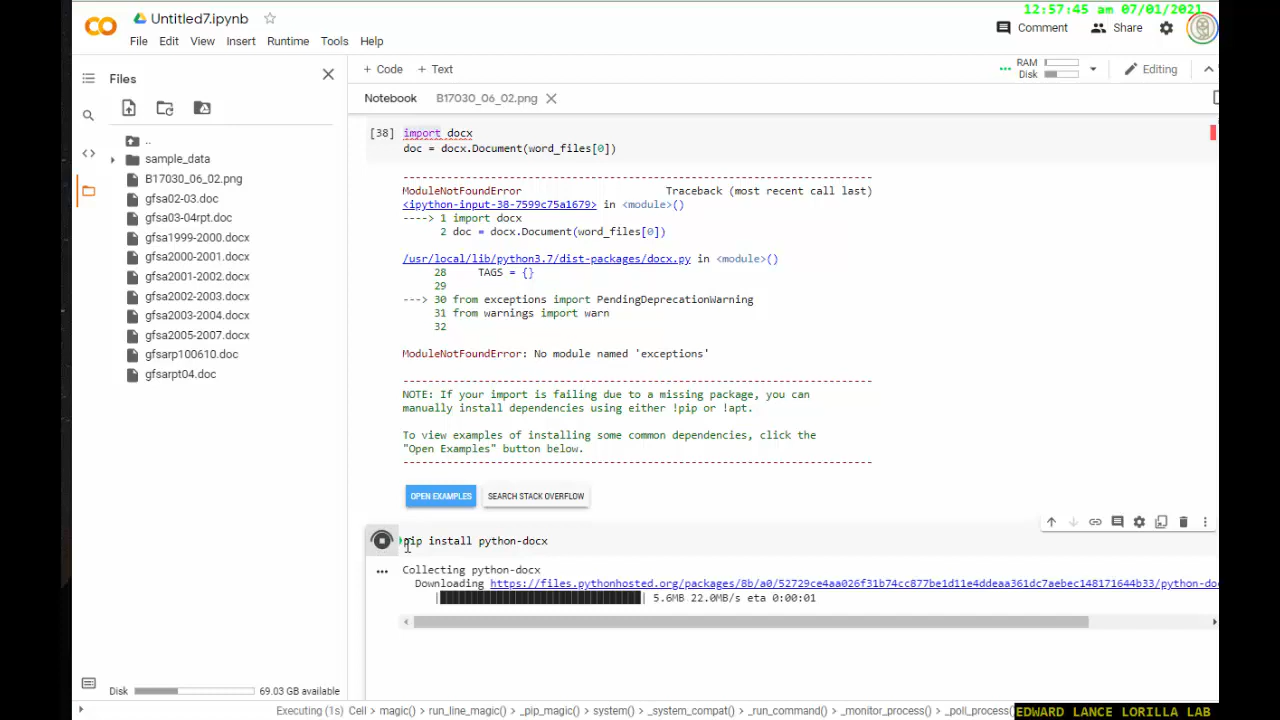 12:57:45 am 07/01/2021
Untitled7.ipynb
Comment
Share
File Edit View Insert Runtime Tools Help
Files
+ Code + Text
RAM
Disk
Editing
Notebook B17030_06_02.png
..
sample_data
B17030_06_02.png
gfsa02-03.doc
gfsa03-04rpt.doc
gfsa1999-2000.docx
gfsa2000-2001.docx
gfsa2001-2002.docx
gfsa2002-2003.docx
gfsa2003-2004.docx
gfsa2005-2007.docx
gfsarp100610.doc
gfsarpt04.doc
Disk 69.03 GB available
[38] import docx
doc = docx.Document(word_files[0])
---------------------------------------------------------------------------
ModuleNotFoundError Traceback (most recent call last)
<ipython-input-38-7599c75a1679> in <module>()
----> 1 import docx
2 doc = docx.Document(word_files[0])
/usr/local/lib/python3.7/dist-packages/docx.py in <module>()
28 TAGS = {}
29
---> 30 from exceptions import PendingDeprecationWarning
31 from warnings import warn
32
ModuleNotFoundError: No module named 'exceptions'
---------------------------------------------------------------------------
NOTE: If your import is failing due to a missing package, you can
manually install dependencies using either !pip or !apt.
To view examples of installing some common dependencies, click the
"Open Examples" button below.
---------------------------------------------------------------------------
OPEN EXAMPLES SEARCH STACK OVERFLOW
pip install python-docx
... Collecting python-docx
Downloading https://files.pythonhosted.org/packages/8b/a0/52729ce4aa026f31b74cc877be1d11e4ddeaa361dc7aebec148171644b33/python-do
5.6MB 22.0MB/s eta 0:00:01
Executing (1s) Cell > magic() > run_line_magic() > _pip_magic() > system() > _system_compat() > _run_command() > _monitor_process() > _poll_process()
EDWARD LANCE LORILLA LAB